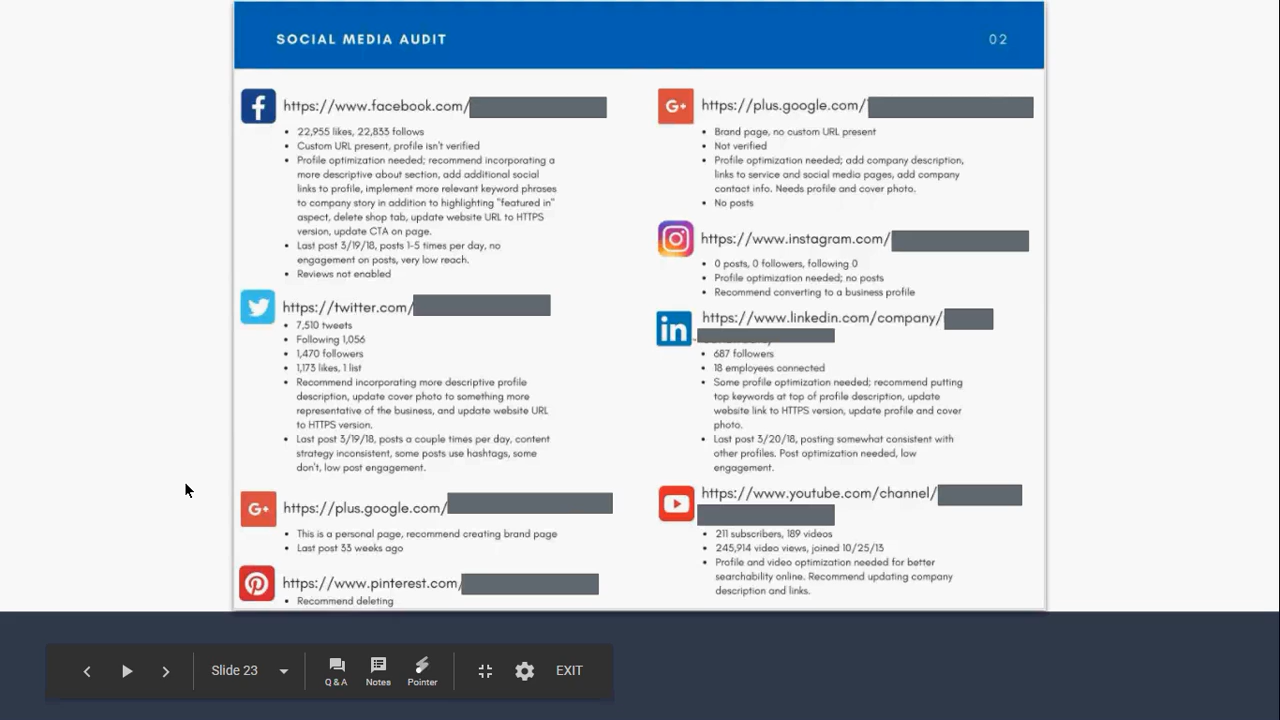 SOCIAL MEDIA AUDIT
02
https://www.facebook.com/
22,955 likes, 22,833 follows
Custom URL present, profile isn't verified
Profile optimization needed; recommend incorporating a
more descriptive about section, add additional social
links to profile, implement more relevant keyword phrases
to company story in addition to highlighting "featured in"
aspect, delete shop tab, update website URL to HTTPS
version, update CTA on page.
Last post 3/19/18, posts 1-5 times per day, no
engagement on posts, very low reach.
Reviews not enabled
https://twitter.com/
7,510 tweets
Following 1,056
1,470 followers
1,173 likes, 1 list
Recommend incorporating more descriptive profile
description, update cover photo to something more
representative of the business, and update website URL
to HTTPS version.
Last post 3/19/18, posts a couple times per day, content
strategy inconsistent, some posts use hashtags, some
don't, low post engagement.
G+
https://plus.google.com/
This is a personal page, recommend creating brand page
Last post 33 weeks ago
https://www.pinterest.com/
Recommend deleting
G+
https://plus.google.com/
Brand page, no custom URL present
Not verified
Profile optimization needed; add company description,
links to service and social media pages, add company
contact info. Needs profile and cover photo.
No posts
https://www.instagram.com/
0 posts, 0 followers, following 0
Profile optimization needed; no posts
Recommend converting to a business profile
in
https://www.linkedin.com/company/
687 followers
18 employees connected
Some profile optimization needed; recommend putting
top keywords at top of profile description, update
website link to HTTPS version, update profile and cover
photo.
Last post 3/20/18, posting somewhat consistent with
other profiles. Post optimization needed, low
engagement.
https://www.youtube.com/channel/
211 subscribers, 189 videos
245,914 video views, joined 10/25/13
Profile and video optimization needed for better
searchability online. Recommend updating company
description and links.
Slide 23
Q & A
Notes
Pointer
EXIT